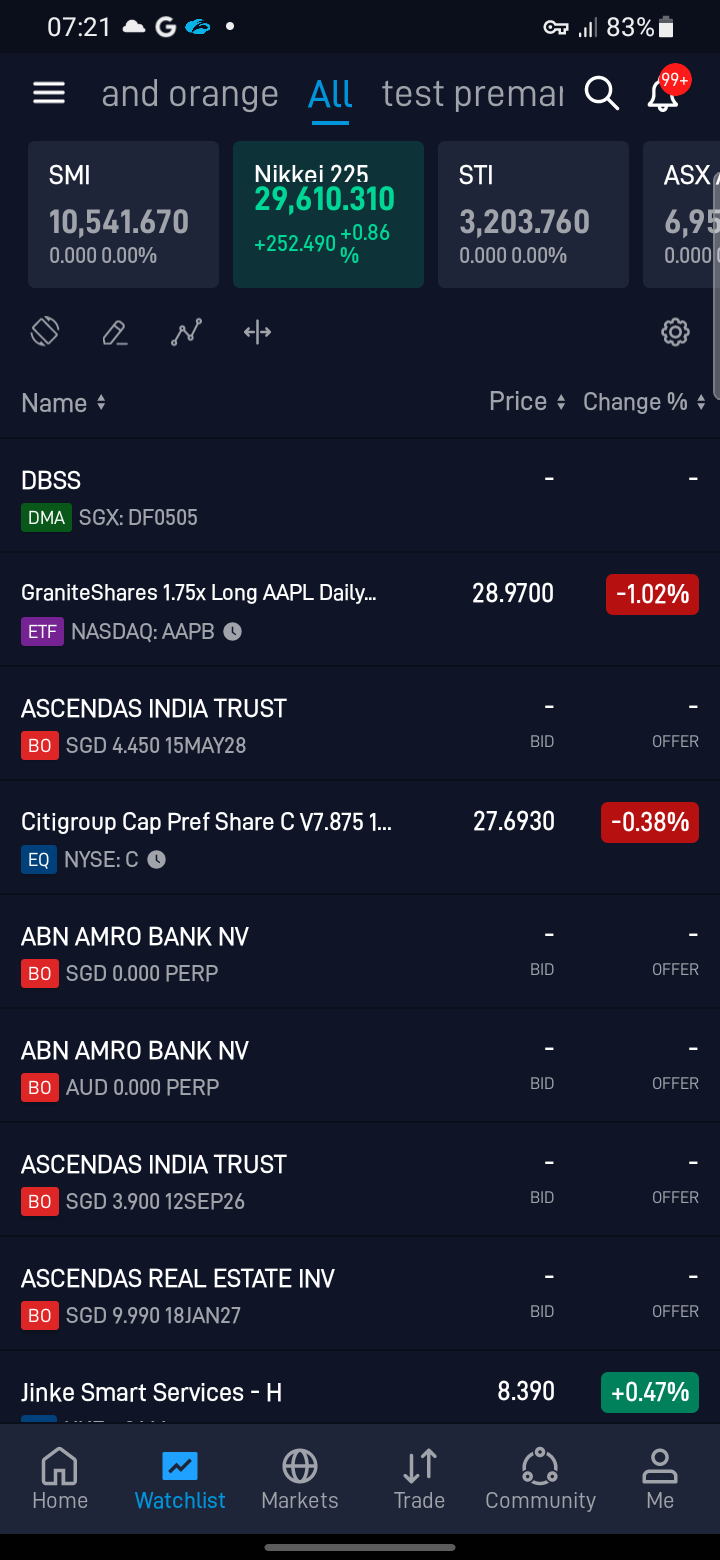 07:21 G 83%
and orange All test premar 99+
SMI
10,541.670
0.000 0.00%
Nikkei 225
29,610.310
+252.490 +0.86
%
STI
3,203.760
0.000 0.00%
ASX
6,95
0.000
Name Price Change %
DBSS - -
DMA SGX: DF0505
GraniteShares 1.75x Long AAPL Daily... 28.9700 -1.02%
ETF NASDAQ: AAPB
ASCENDAS INDIA TRUST - -
BO SGD 4.450 15MAY28 BID OFFER
Citigroup Cap Pref Share C V7.875 1... 27.6930 -0.38%
EQ NYSE: C
ABN AMRO BANK NV - -
BO SGD 0.000 PERP BID OFFER
ABN AMRO BANK NV - -
BO AUD 0.000 PERP BID OFFER
ASCENDAS INDIA TRUST - -
BO SGD 3.900 12SEP26 BID OFFER
ASCENDAS REAL ESTATE INV - -
BO SGD 9.990 18JAN27 BID OFFER
Jinke Smart Services - H 8.390 +0.47%
Home Watchlist Markets Trade Community Me